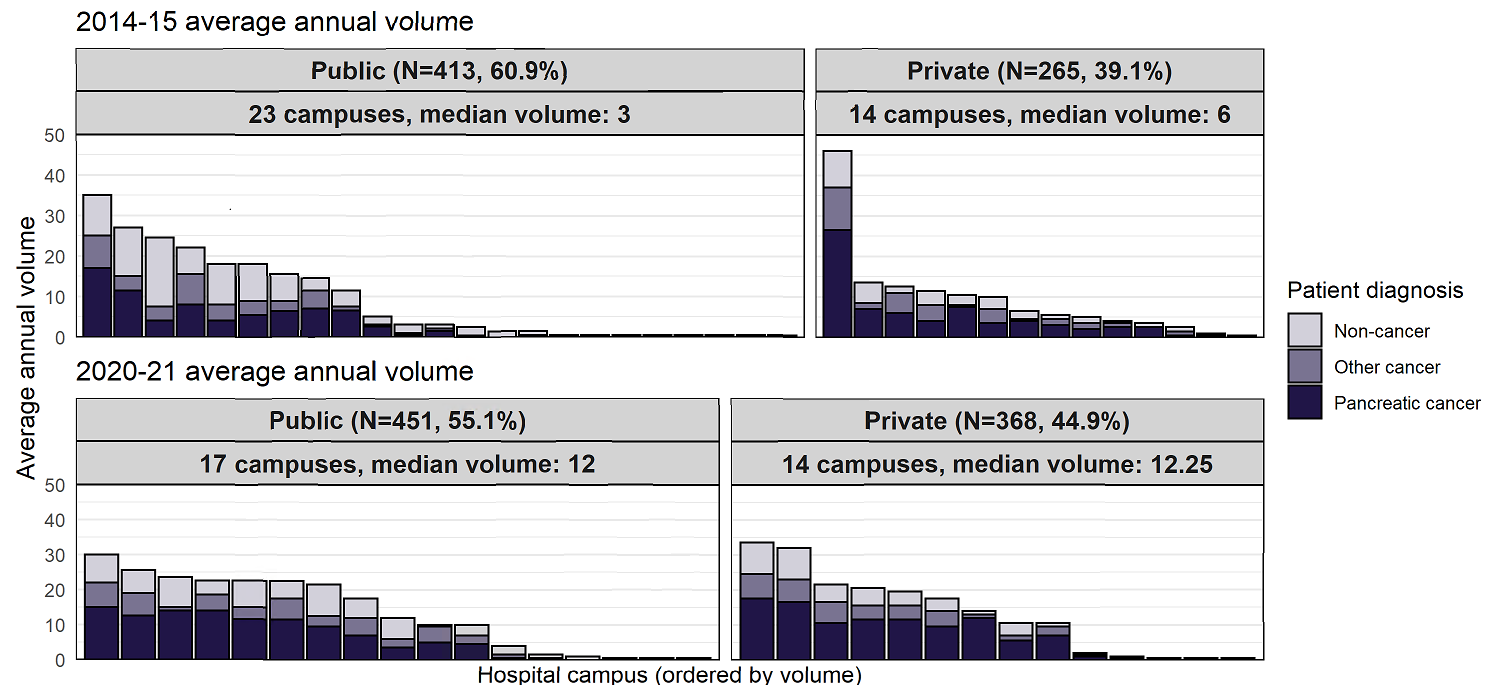 2014-15 average annual volume
Public (N=413, 60.9%)
Private (N=265, 39.1%)
23 campuses, median volume: 3
14 campuses, median volume: 6
50
40
30
20
10
0
2020-21 average annual volume
Public (N=451, 55.1%)
Private (N=368, 44.9%)
17 campuses, median volume: 12
14 campuses, median volume: 12.25
50
40
30
20
10
0
Average annual volume
Hospital campus (ordered by volume)
Patient diagnosis
Non-cancer
Other cancer
Pancreatic cancer